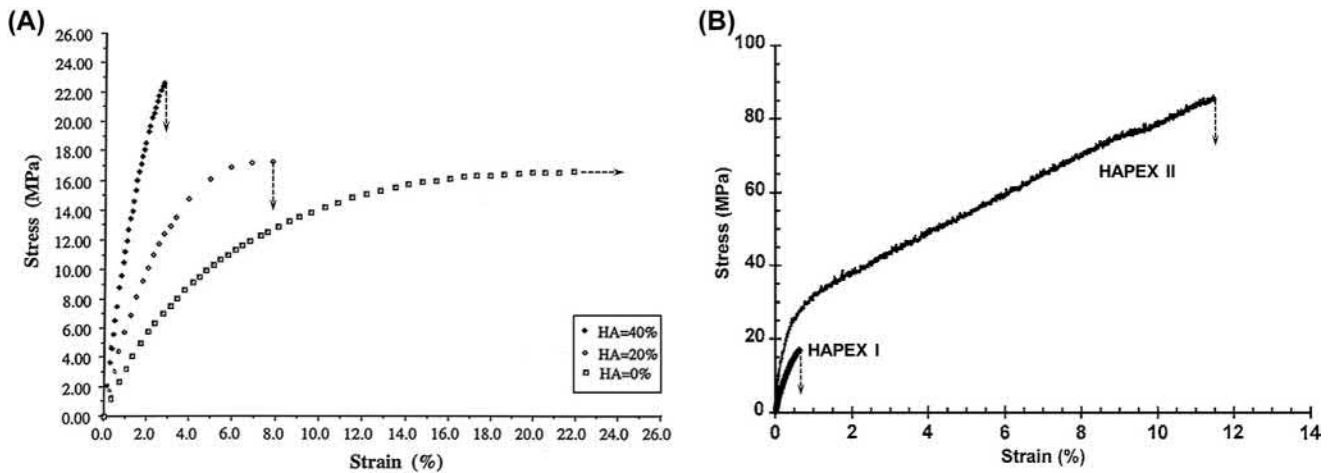 (A)
26.00
24.00
22.00
20.00
18.00
16.00
14.00
12.00
10.00
8.00
6.00
4.00
2.00
0.00
Stress (MPa)
0.0 2.0 4.0 6.0 8.0 10.0 12.0 14.0 16.0 18.0 20.0 22.0 24.0 26.0
Strain (%)
HA=40%
HA=20%
HA=0%
(B)
100
80
60
40
20
0
Stress (MPa)
HAPEX II
HAPEX I
0 2 4 6 8 10 12 14
Strain (%)